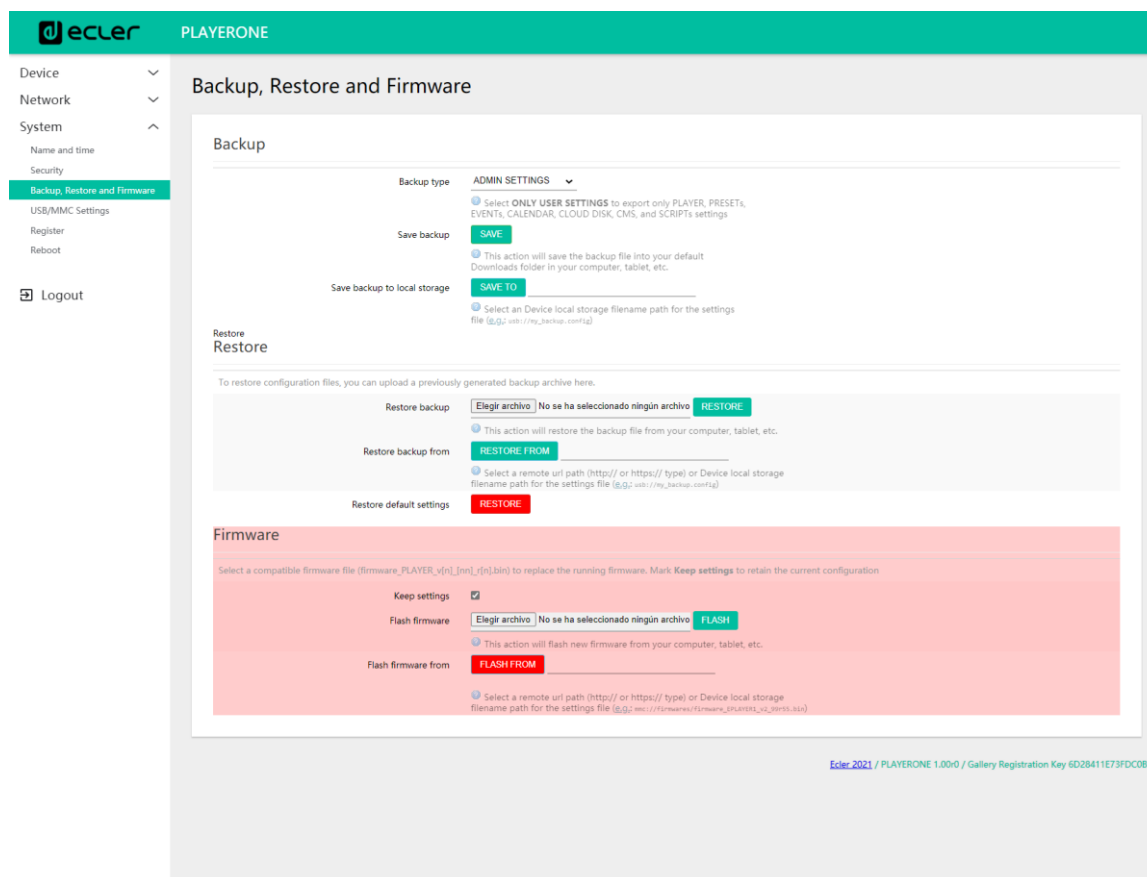 ecler
PLAYERONE
Device
Network
System
Name and time
Security
Backup, Restore and Firmware
USB/MMC Settings
Register
Reboot
Logout
Backup, Restore and Firmware
Backup
Backup type ADMIN SETTINGS
Select ONLY USER SETTINGS to export only PLAYER, PRESETs,
EVENTs, CALENDAR, CLOUD DISK, CMS, and SCRIPTs settings
Save backup SAVE
This action will save the backup file into your default
Downloads folder in your computer, tablet, etc.
Save backup to local storage SAVE TO
Select an Device local storage filename path for the settings
file (e.g.: usb://my_backup.config)
Restore
Restore
To restore configuration files, you can upload a previously generated backup archive here.
Restore backup Elegir archivo No se ha seleccionado ningún archivo RESTORE
This action will restore the backup file from your computer, tablet, etc.
Restore backup from RESTORE FROM
Select a remote url path (http:// or https:// type) or Device local storage
filename path for the settings file (e.g.: usb://my_backup.config)
Restore default settings RESTORE
Firmware
Select a compatible firmware file (firmware_PLAYER_v[n]_[nn]_r[n].bin) to replace the running firmware. Mark Keep settings to retain the current configuration
Keep settings
Flash firmware Elegir archivo No se ha seleccionado ningún archivo FLASH
This action will flash new firmware from your computer, tablet, etc.
Flash firmware from FLASH FROM
Select a remote url path (http:// or https:// type) or Device local storage
filename path for the settings file (e.g.: mmc://firmwares/firmware_EPLAYER1_v2_09r55.bin)
Ecler 2021 / PLAYERONE 1.00r0 / Gallery Registration Key 6D28411E73FDC0B